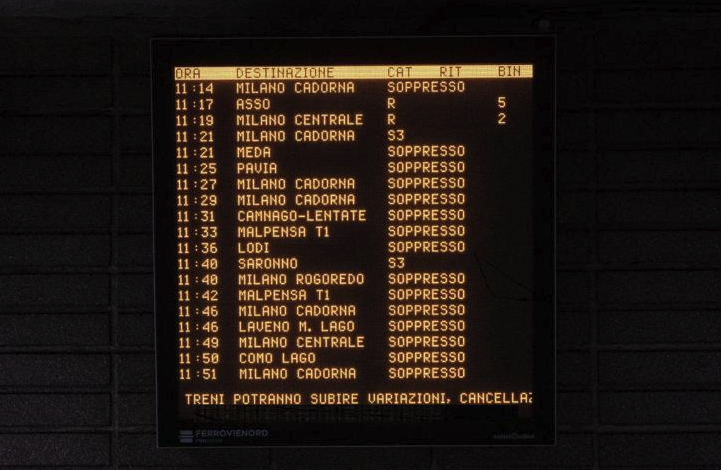 ORA DESTINAZIONE CAT RIT BIN
11:14 MILANO CADORNA SOPPRESSO
11:17 ASSO R 5
11:19 MILANO CENTRALE R 2
11:21 MILANO CADORNA S3
11:21 MEDA SOPPRESSO
11:25 PAVIA SOPPRESSO
11:27 MILANO CADORNA SOPPRESSO
11:29 MILANO CADORNA SOPPRESSO
11:31 CAMNAGO-LENTATE SOPPRESSO
11:33 MALPENSA T1 SOPPRESSO
11:36 LODI SOPPRESSO
11:40 SARONNO S3
11:40 MILANO ROGOREDO SOPPRESSO
11:42 MALPENSA T1 SOPPRESSO
11:46 MILANO CADORNA SOPPRESSO
11:46 LAVENO M. LAGO SOPPRESSO
11:49 MILANO CENTRALE SOPPRESSO
11:50 COMO LAGO SOPPRESSO
11:51 MILANO CADORNA SOPPRESSO
TRENI POTRANNO SUBIRE VARIAZIONI, CANCELLAZ
FERROVIENORD